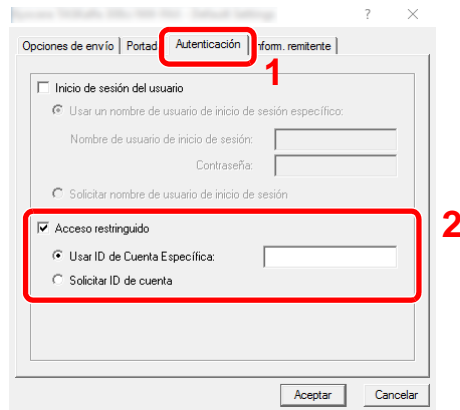 ? ×
Opciones de envío Portad Autenticación nform. remitente
1
Inicio de sesión del usuario
Usar un nombre de usuario de inicio de sesión específico:
Nombre de usuario de inicio de sesión:
Contraseña:
Solicitar nombre de usuario de inicio de sesión
Acceso restringido
2
Usar ID de Cuenta Específica:
Solicitar ID de cuenta
Aceptar Cancelar